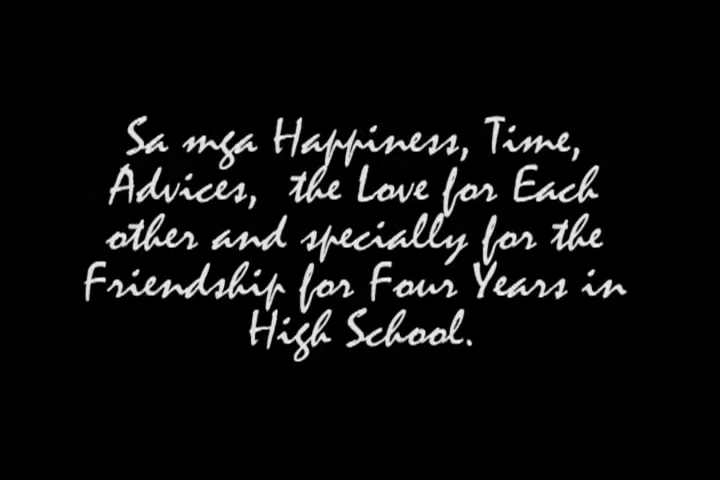 Sa mga Happiness, Time,
Advices, the Love for Each
other and specially for the
Friendship for Four Years in
High School.